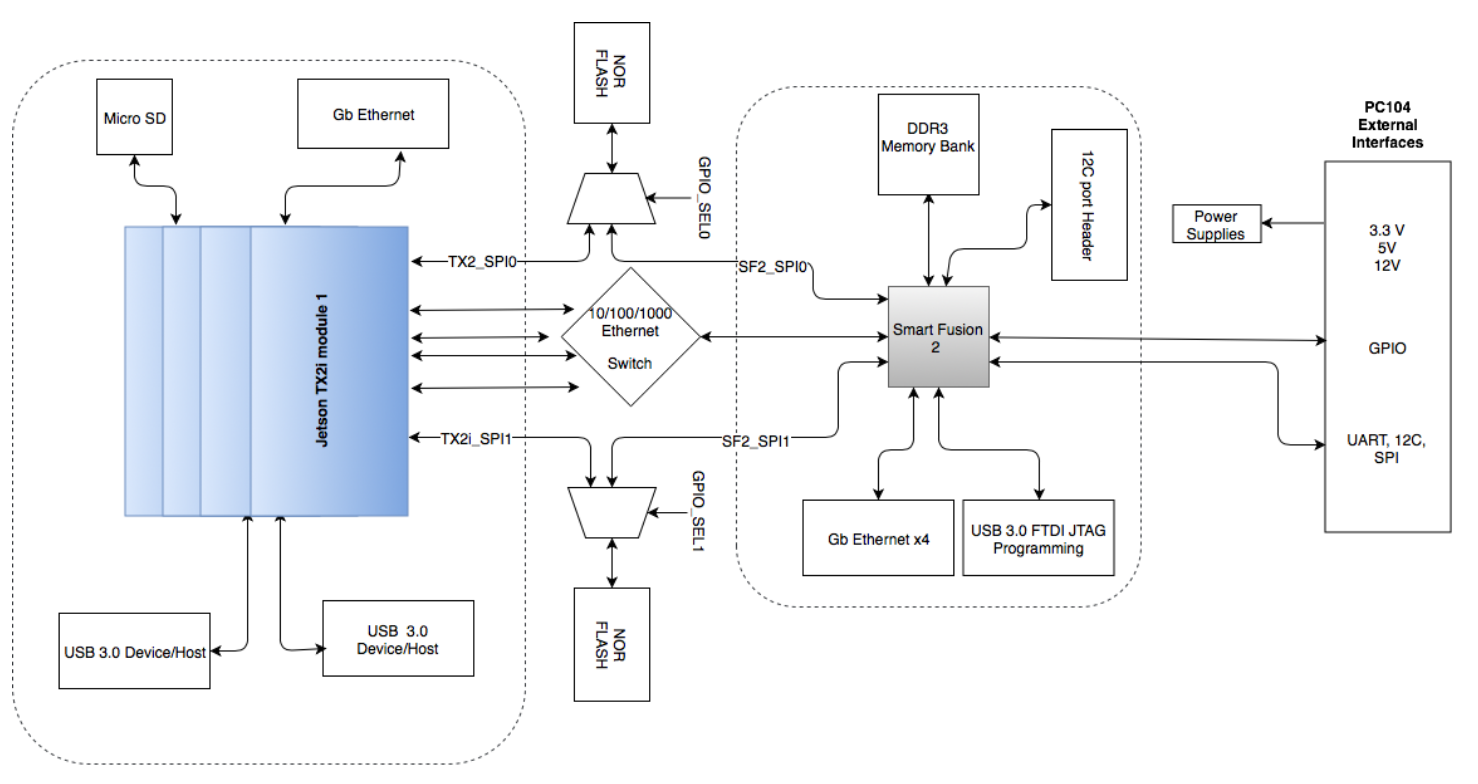 Micro SD
Gb Ethernet
Jetson TX2i module 1
USB 3.0 Device/Host
USB 3.0
Device/Host
NOR
FLASH
GPIO_SEL0
TX2_SPI0
SF2_SPI0
10/100/1000
Ethernet
Switch
TX2i_SPI1
SF2_SPI1
GPIO_SEL1
NOR
FLASH
DDR3
Memory Bank
12C port Header
Smart Fusion
2
Gb Ethernet x4
USB 3.0 FTDI JTAG
Programming
Power
Supplies
PC104
External
Interfaces
3.3 V
5V
12V
GPIO
UART, 12C,
SPI